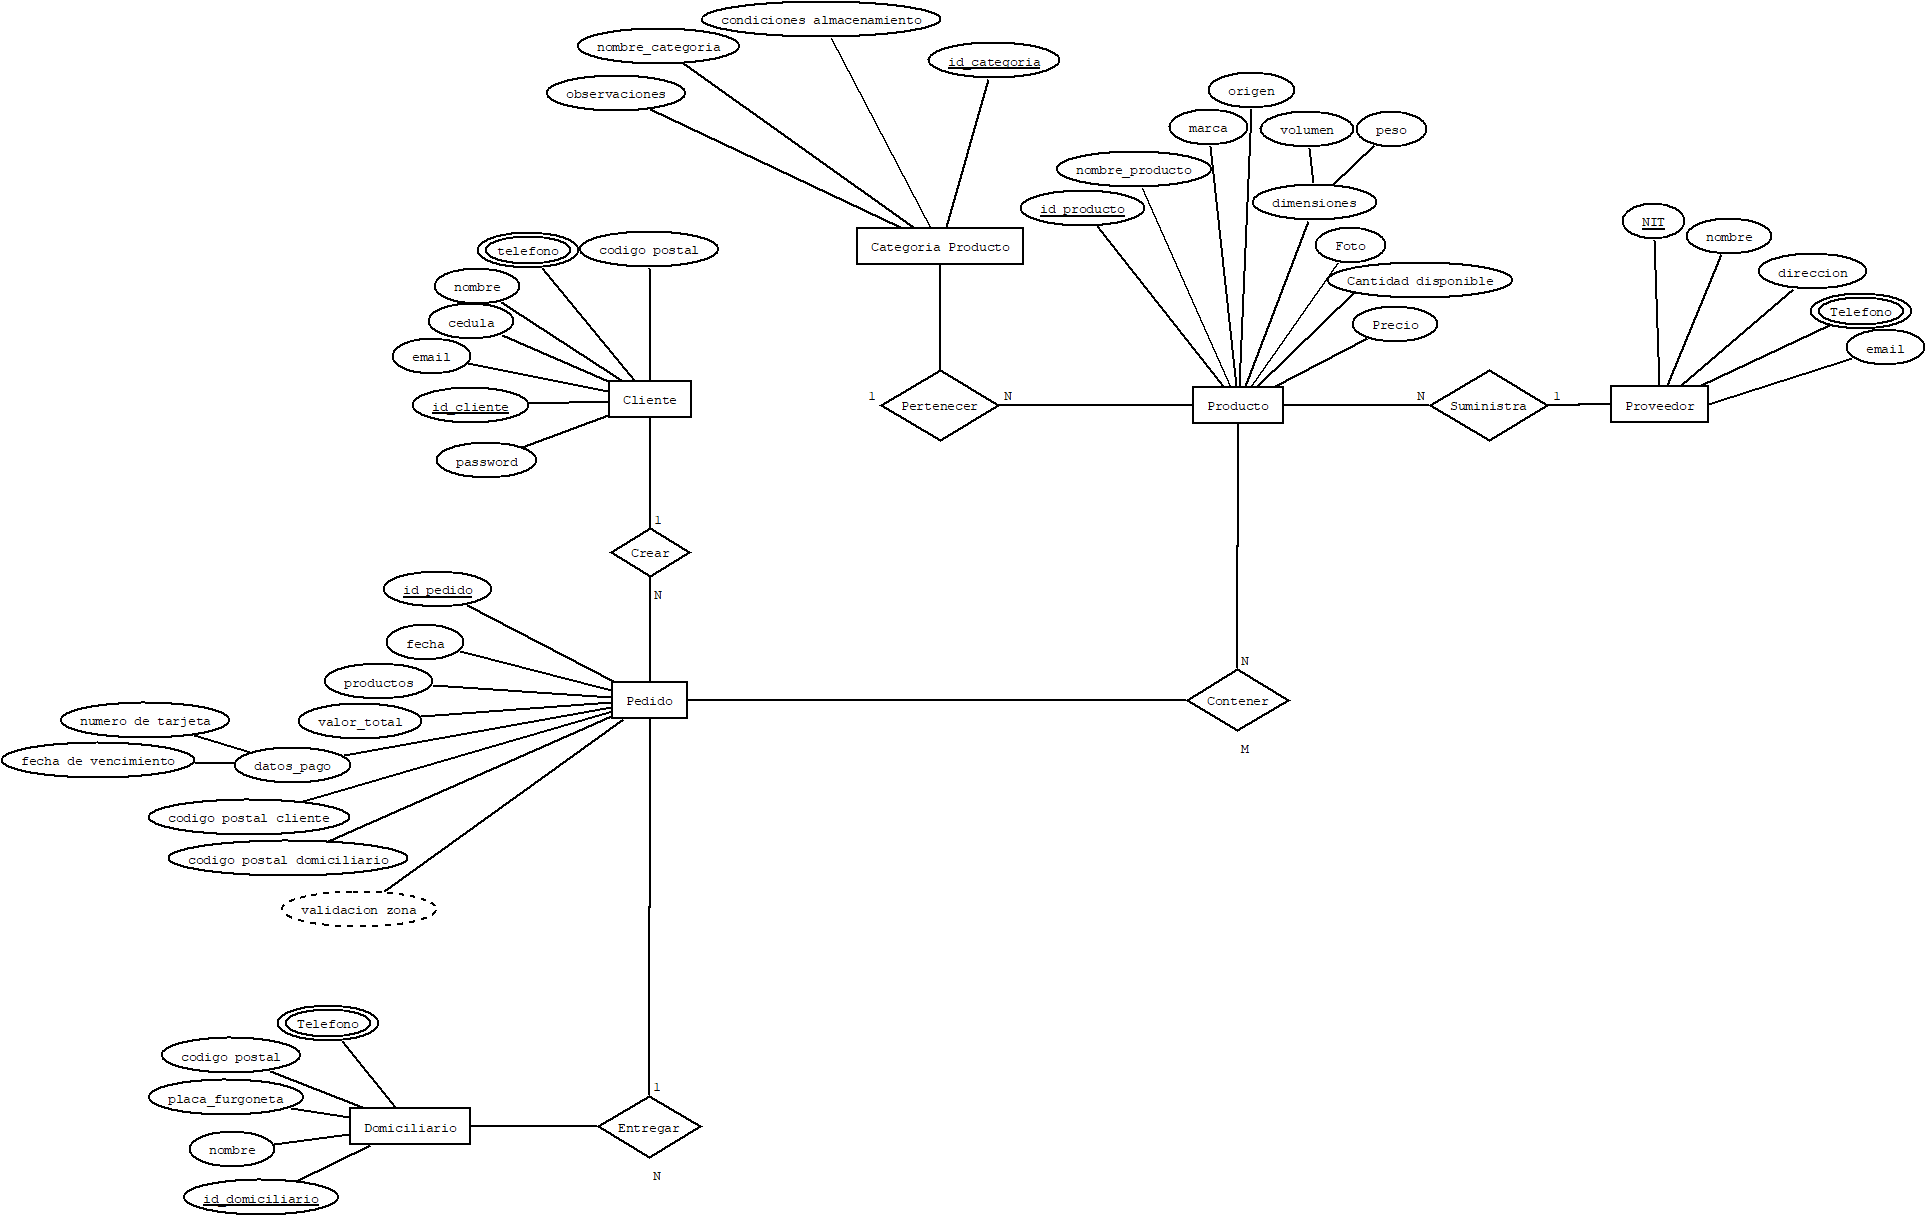 condiciones almacenamiento
nombre_categoria
id_categoria
observaciones
origen
marca
volumen
peso
nombre_producto
id_producto
dimensiones
NIT
nombre
telefono
codigo postal
Categoria Producto
Foto
direccion
nombre
Cantidad disponible
Telefono
cedula
Precio
email
email
id_cliente
Cliente
1
Pertenecer
N
Producto
N
Suministra
1
Proveedor
password
1
Crear
N
id_pedido
fecha
productos
N
numero de tarjeta
valor_total
Pedido
Contener
fecha de vencimiento
datos_pago
M
codigo postal cliente
codigo postal domiciliario
validacion zona
Telefono
codigo postal
placa_furgoneta
1
Domiciliario
Entregar
nombre
N
id_domiciliario